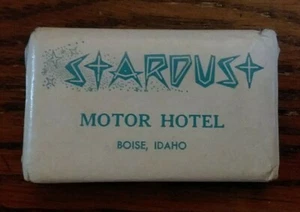 STARDUST
MOTOR HOTEL
BOISE, IDAHO